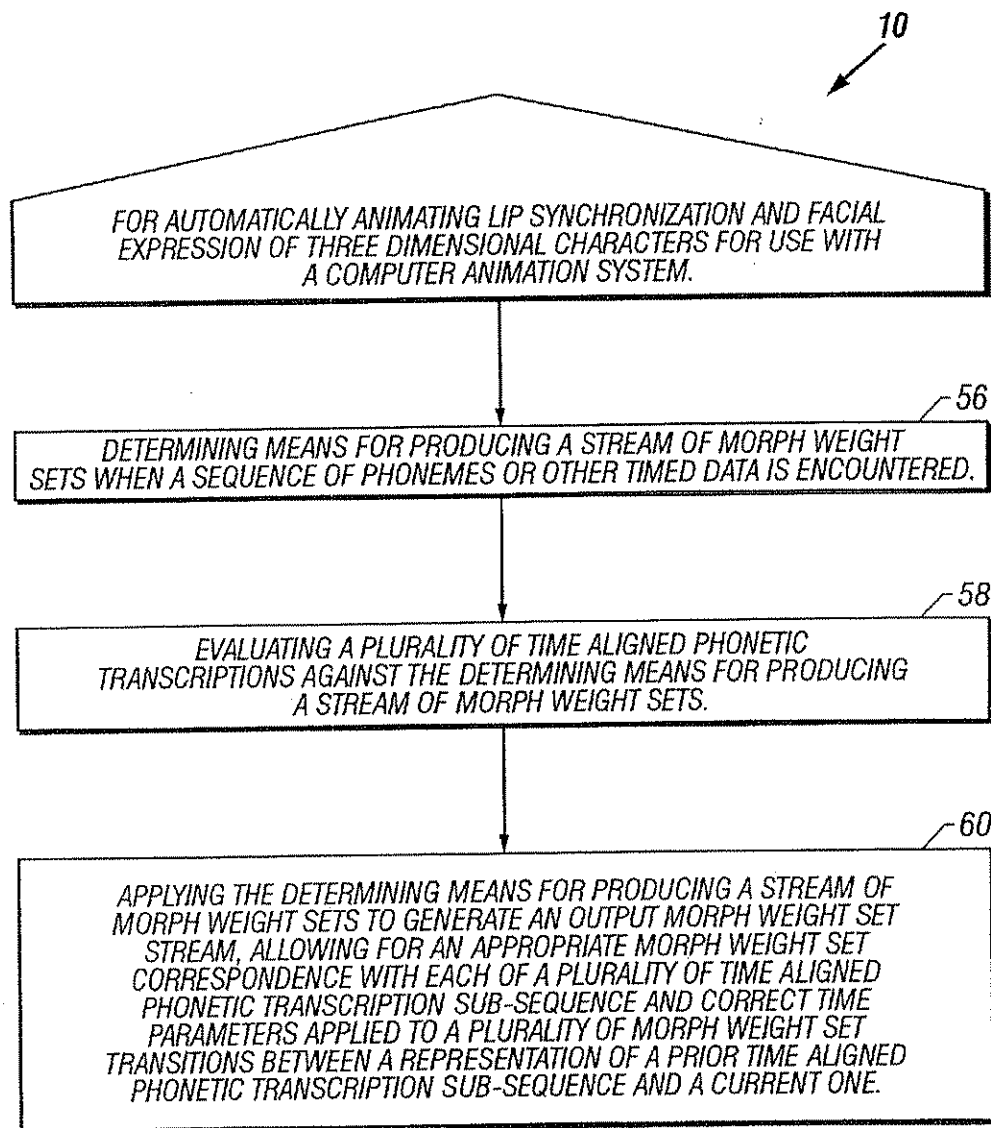 10
FOR AUTOMATICALLY ANIMATING LIP SYNCHRONIZATION AND FACIAL
EXPRESSION OF THREE DIMENSIONAL CHARACTERS FOR USE WITH
A COMPUTER ANIMATION SYSTEM.
56
DETERMINING MEANS FOR PRODUCING A STREAM OF MORPH WEIGHT
SETS WHEN A SEQUENCE OF PHONEMES OR OTHER TIMED DATA IS ENCOUNTERED.
58
EVALUATING A PLURALITY OF TIME ALIGNED PHONETIC
TRANSCRIPTIONS AGAINST THE DETERMINING MEANS FOR PRODUCING
A STREAM OF MORPH WEIGHT SETS.
60
APPLYING THE DETERMINING MEANS FOR PRODUCING A STREAM OF
MORPH WEIGHT SETS TO GENERATE AN OUTPUT MORPH WEIGHT SET
STREAM, ALLOWING FOR AN APPROPRIATE MORPH WEIGHT SET
CORRESPONDENCE WITH EACH OF A PLURALITY OF TIME ALIGNED
PHONETIC TRANSCRIPTION SUB-SEQUENCE AND CORRECT TIME
PARAMETERS APPLIED TO A PLURALITY OF MORPH WEIGHT SET
TRANSITIONS BETWEEN A REPRESENTATION OF A PRIOR TIME ALIGNED
PHONETIC TRANSCRIPTION SUB-SEQUENCE AND A CURRENT ONE.